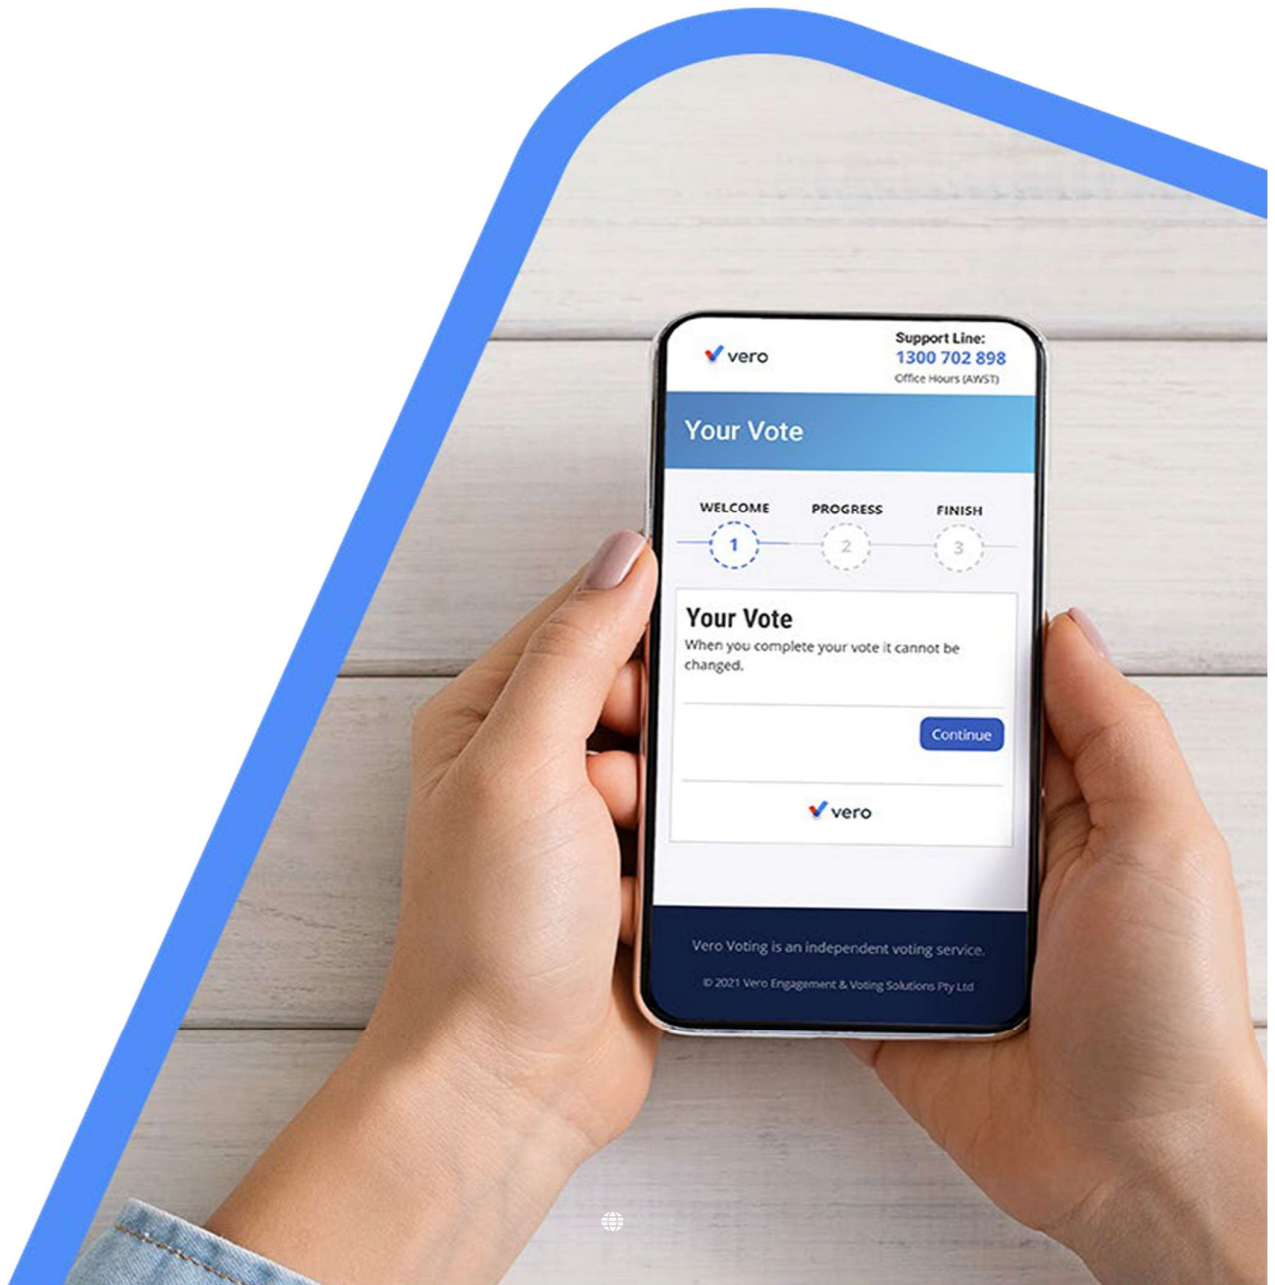 vero
Support Line:
1300 702 898
Office Hours (AWST)
Your Vote
WELCOME PROGRESS FINISH
1 2 3
Your Vote
When you complete your vote it cannot be
changed.
Continue
vero
Vero Voting is an independent voting service.
© 2021 Vero Engagement & Voting Solutions Pty Ltd